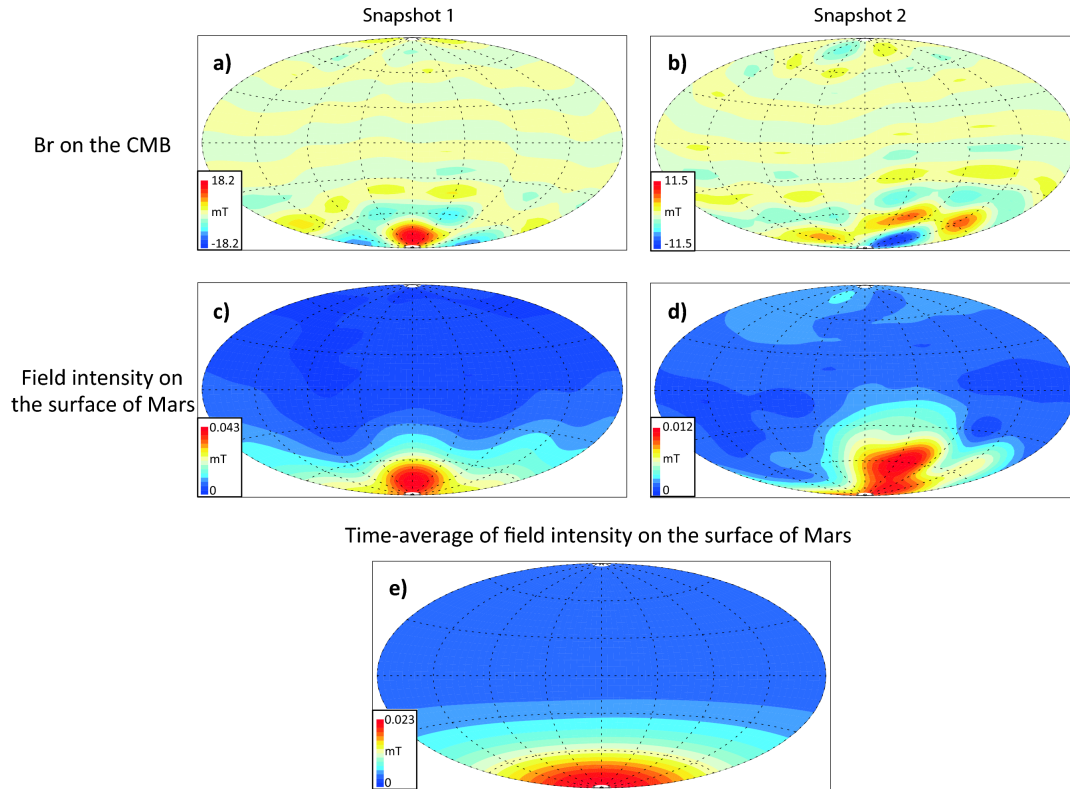 Snapshot 1
Snapshot 2
Br on the CMB
a)
18.2
mT
-18.2
b)
11.5
mT
-11.5
Field intensity on
the surface of Mars
c)
0.043
mT
0
d)
0.012
mT
0
Time-average of field intensity on the surface of Mars
e)
0.023
mT
0